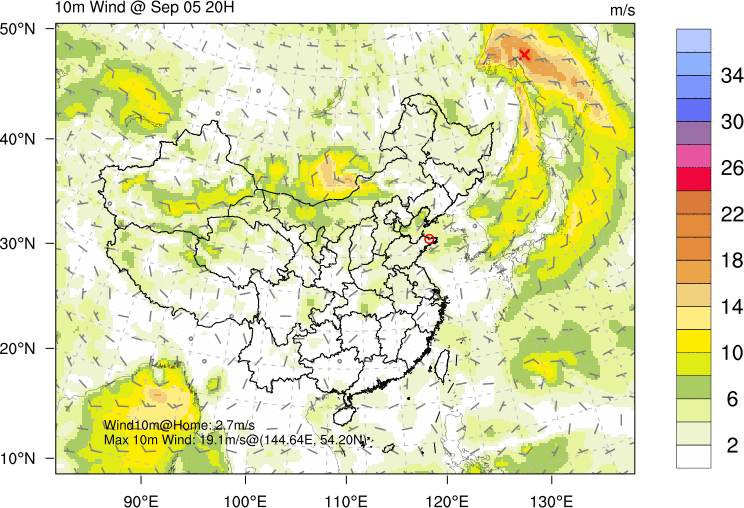 10m Wind @ Sep 05 20H
m/s
50°N
40°N
30°N
20°N
10°N
90°E
100°E
110°E
120°E
130°E
34
30
26
22
18
14
10
6
2
Wind10m@Home: 2.7m/s
Max 10m Wind: 19.1m/s@(144.64E, 54.20N)